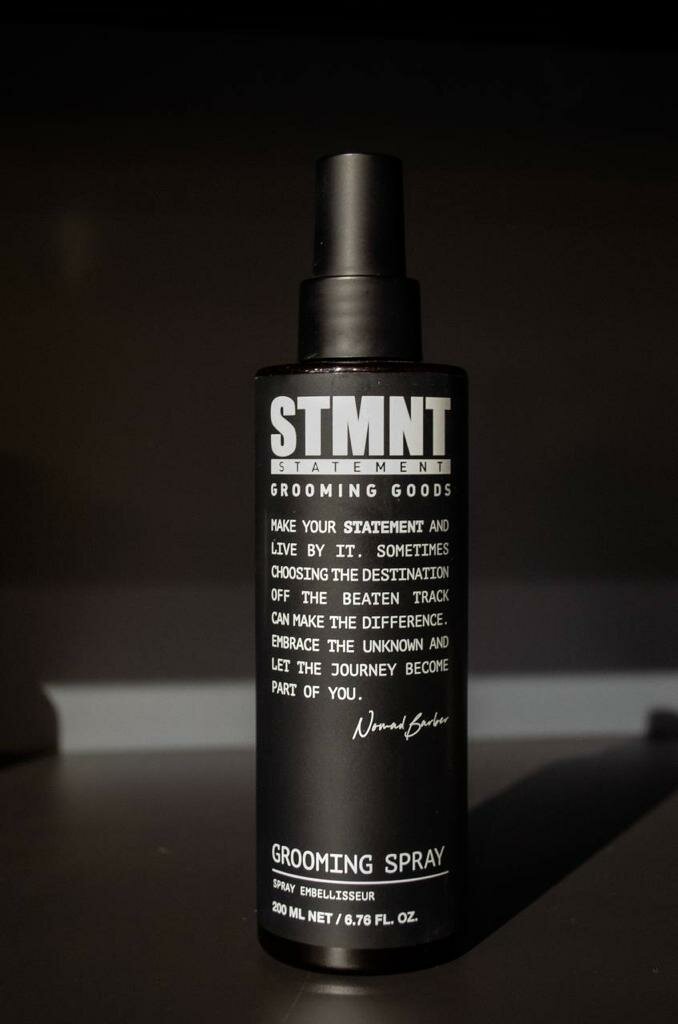 STMNT
STATEMENT
GROOMING GOODS
MAKE YOUR STATEMENT AND
LIVE BY IT. SOMETIMES
CHOOSING THE DESTINATION
OFF THE BEATEN TRACK
CAN MAKE THE DIFFERENCE.
EMBRACE THE UNKNOWN AND
LET THE JOURNEY BECOME
PART OF YOU.
Nomad Barber
GROOMING SPRAY
SPRAY EMBELLISSEUR
200 ML NET / 6.76 FL. OZ.